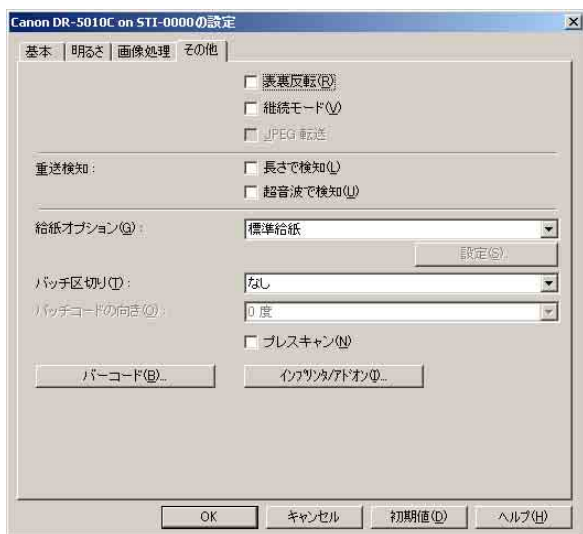 Canon DR-5010C on STI-0000の設定
基本 明るさ 画像処理 その他
表裏反転(R)
継続モード(V)
JPEG 転送
重送検知: 長さで検知(L)
超音波で検知(U)
給紙オプション(G): 標準給紙
設定(S)...
バッチ区切り(T): なし
パッチコードの向き(O): 0 度
プレスキャン(N)
バーコード(B)... インプリンタ/アドオン(I)...
OK キャンセル 初期値(D) ヘルプ(H)